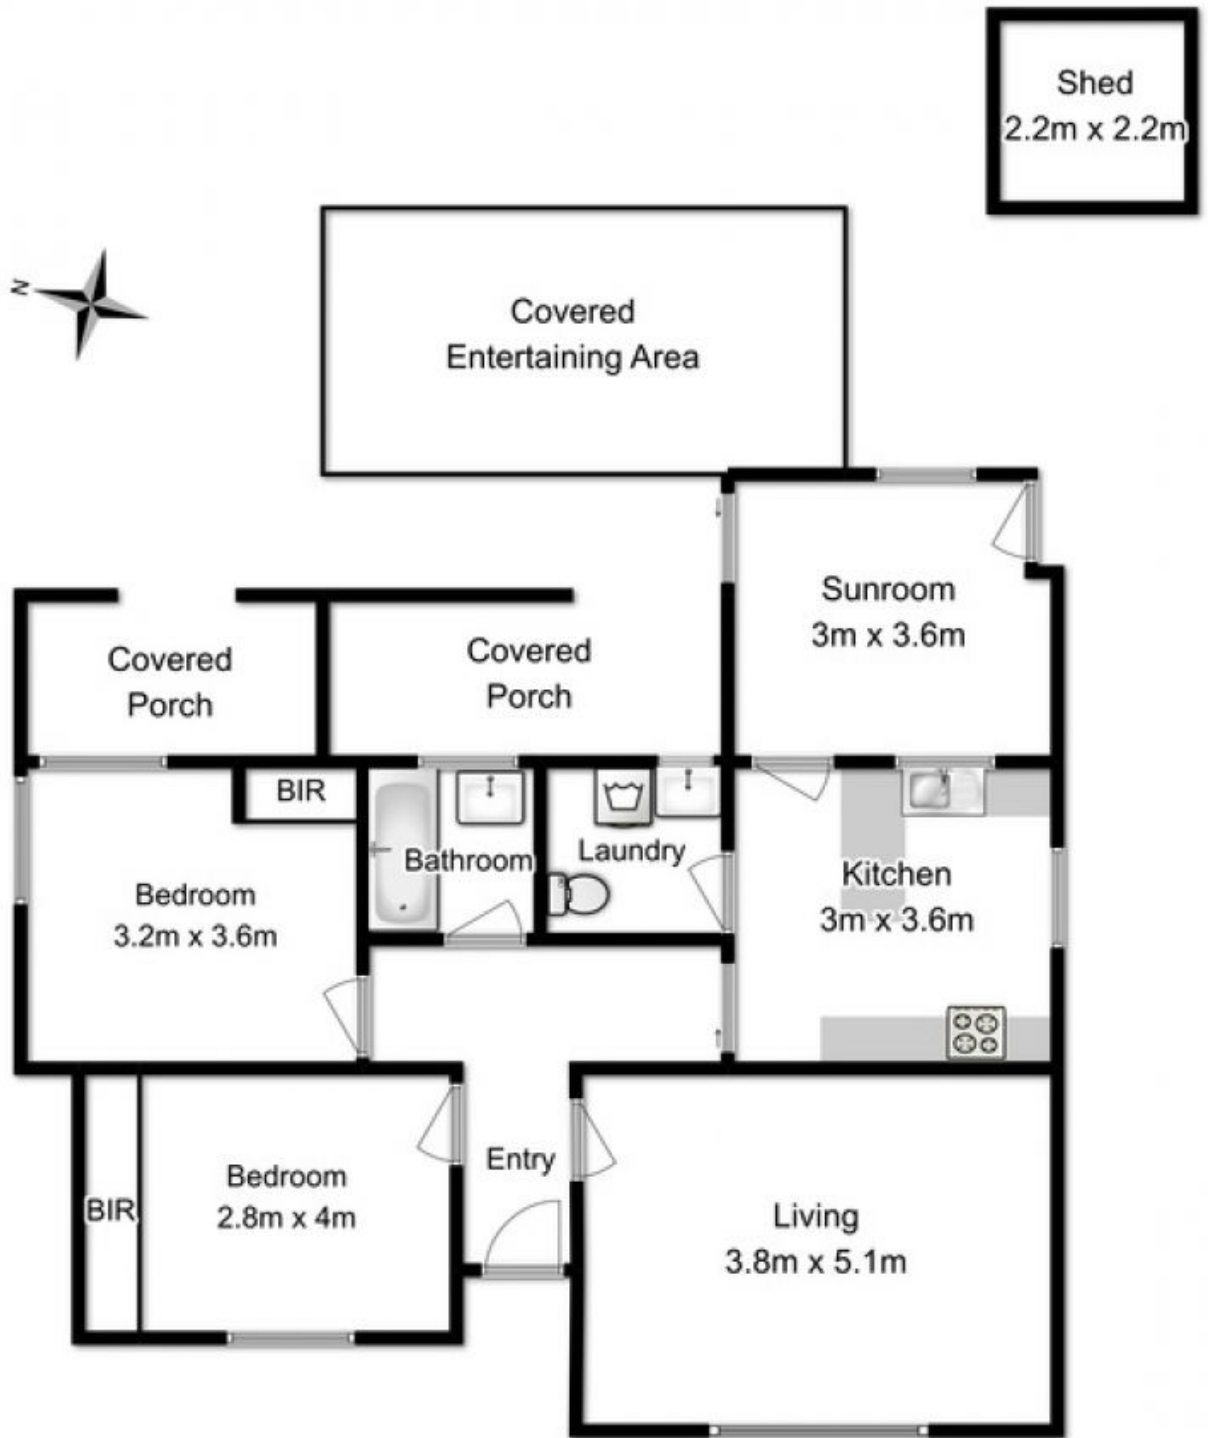 Shed
2.2m x 2.2m
N
Covered
Entertaining Area
Sunroom
3m x 3.6m
Covered
Porch
Covered
Porch
BIR
Bathroom
Laundry
Kitchen
3m x 3.6m
Bedroom
3.2m x 3.6m
Entry
Bedroom
2.8m x 4m
BIR
Living
3.8m x 5.1m